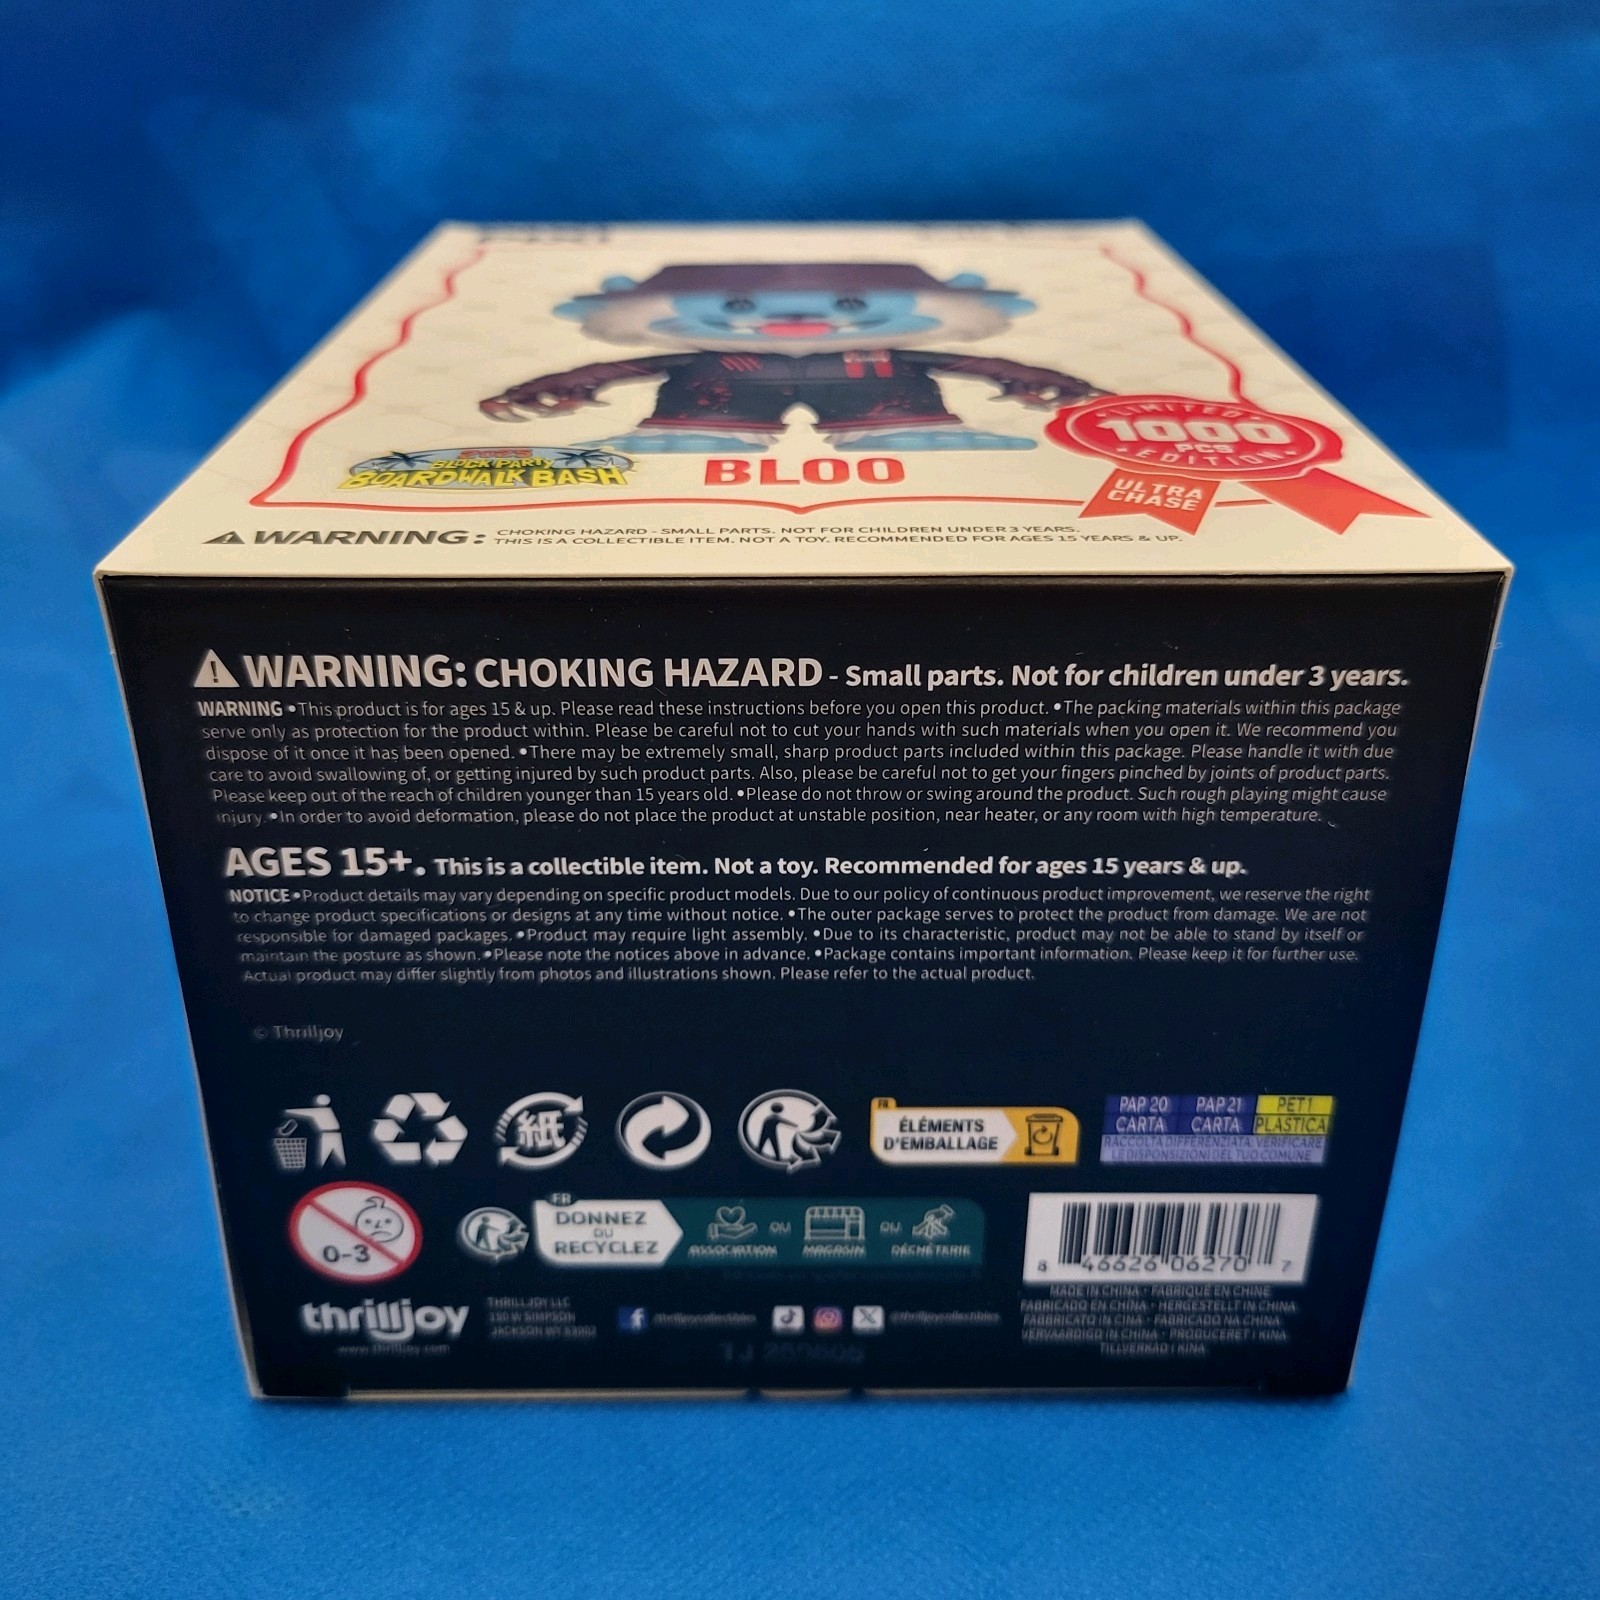 2025
BLOCK PARTY
BOARDWALK BASH
BLOO
LIMITED
1000
PCS
EDITION
ULTRA
CHASE
WARNING: CHOKING HAZARD - SMALL PARTS. NOT FOR CHILDREN UNDER 3 YEARS.
THIS IS A COLLECTIBLE ITEM. NOT A TOY. RECOMMENDED FOR AGES 15 YEARS & UP.
WARNING: CHOKING HAZARD - Small parts. Not for children under 3 years.
WARNING •This product is for ages 15 & up. Please read these instructions before you open this product. •The packing materials within this package
serve only as protection for the product within. Please be careful not to cut your hands with such materials when you open it. We recommend you
dispose of it once it has been opened. •There may be extremely small, sharp product parts included within this package. Please handle it with due
care to avoid swallowing of, or getting injured by such product parts. Also, please be careful not to get your fingers pinched by joints of product parts.
Please keep out of the reach of children younger than 15 years old. •Please do not throw or swing around the product. Such rough playing might cause
injury. •In order to avoid deformation, please do not place the product at unstable position, near heater, or any room with high temperature.
AGES 15+. This is a collectible item. Not a toy. Recommended for ages 15 years & up.
NOTICE •Product details may vary depending on specific product models. Due to our policy of continuous product improvement, we reserve the right
to change product specifications or designs at any time without notice. •The outer package serves to protect the product from damage. We are not
responsible for damaged packages. •Product may require light assembly. •Due to its characteristic, product may not be able to stand by itself or
maintain the posture as shown. •Please note the notices above in advance. •Package contains important information. Please keep it for further use.
Actual product may differ slightly from photos and illustrations shown. Please refer to the actual product.
© Thrilljoy
紙
FR
ÉLÉMENTS
D'EMBALLAGE
PAP 20 PAP 21 PET 1
CARTA CARTA PLASTICA
RACCOLTA DIFFERENZIATA. VERIFICARE
LE DISPOSIZIONI DEL TUO COMUNE
0-3
FR
DONNEZ
OU
RECYCLEZ
ASSOCIATION OU MAGASIN OU DÉCHÈTERIE
8 46626 06270 7
MADE IN CHINA · FABRIQUÉ EN CHINE
FABRICADO EN CHINA · HERGESTELLT IN CHINA
FABBRICATO IN CINA · FABRICADO NA CHINA
VERVAARDIGD IN CHINA · PRODUCERET I KINA
TILLVERKAD I KINA
thrilljoy
www.thrilljoy.com
THRILLJOY LLC
150 W SIMPSON
JACKSON WY 83002
@thrilljoycollectibles
@thrilljoycollectibles